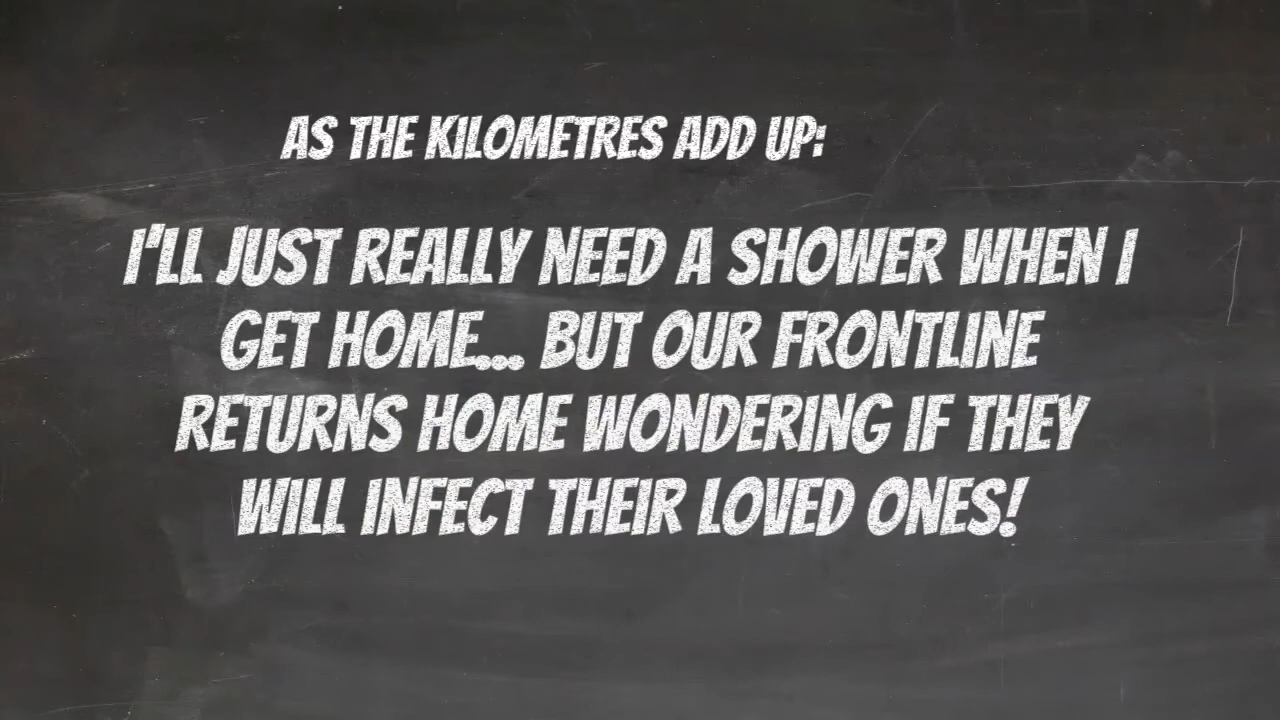 AS THE KILOMETRES ADD UP:
I'LL JUST REALLY NEED A SHOWER WHEN I
GET HOME... BUT OUR FRONTLINE
RETURNS HOME WONDERING IF THEY
WILL INFECT THEIR LOVED ONES!